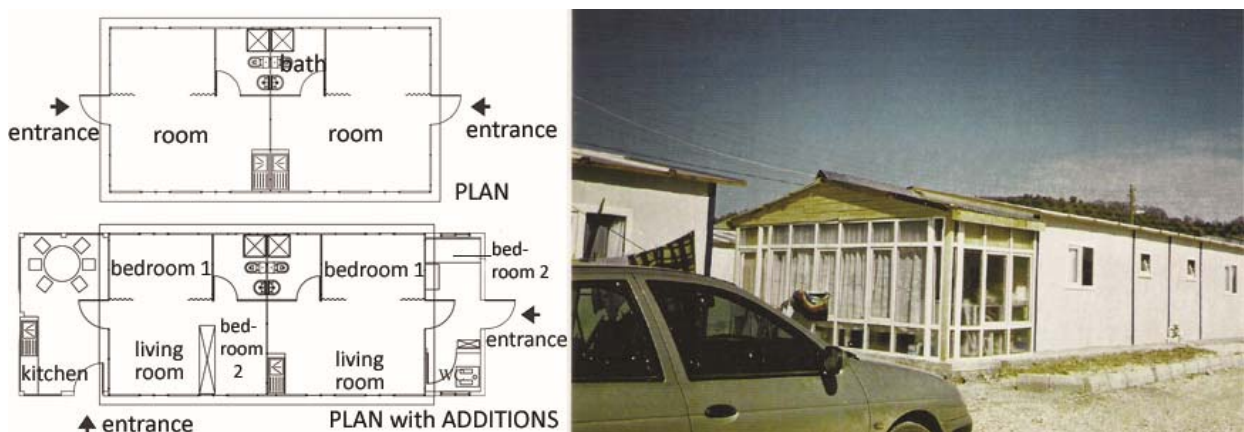 bath
entrance
room
room
entrance
PLAN
bedroom 1
bedroom 1
bed-
room 2
entrance
living
room
bed-
room
2
living
room
kitchen
WC
entrance
PLAN with ADDITIONS